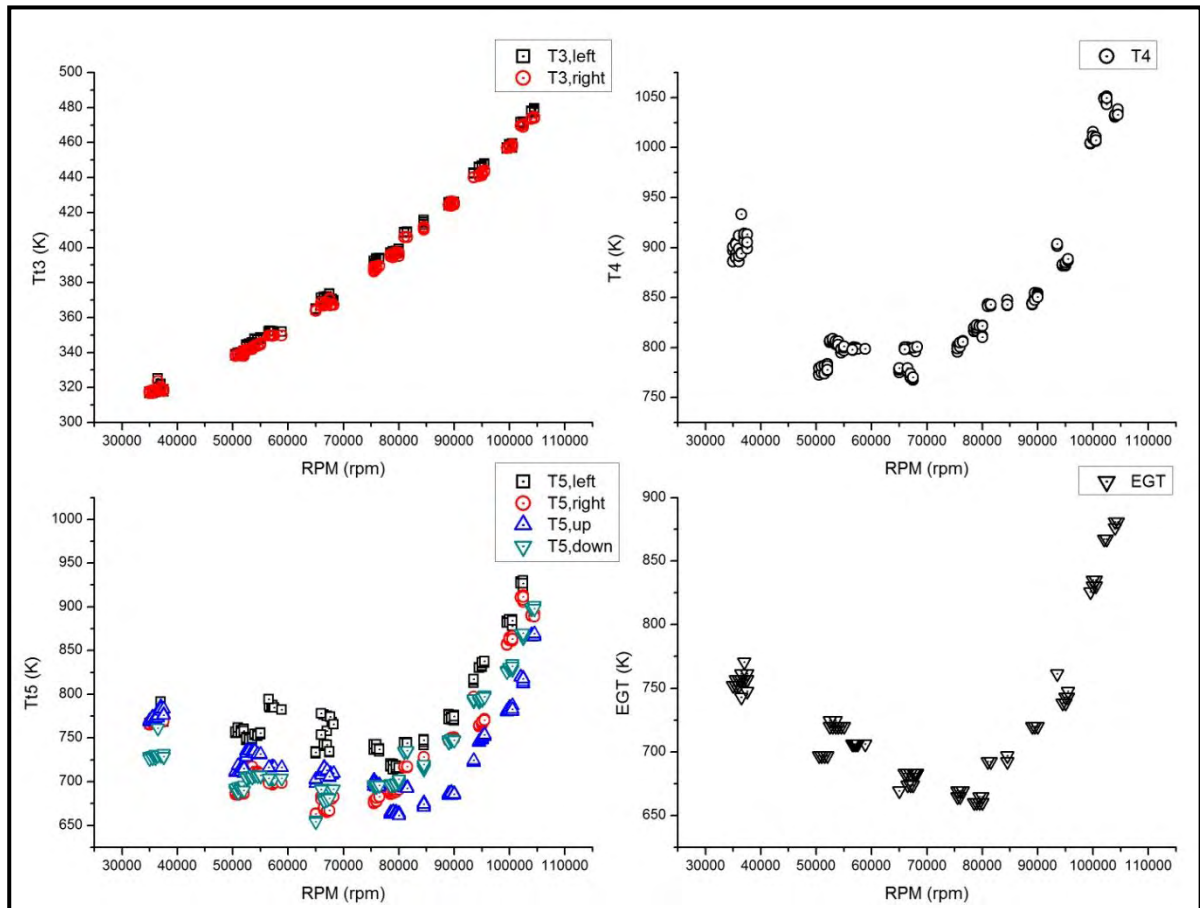 T3,left
T3,right
Tt3 (K)
500
480
460
440
420
400
380
360
340
320
300
30000 40000 50000 60000 70000 80000 90000 100000 110000
RPM (rpm)
T4
T4 (K)
1050
1000
950
900
850
800
750
30000 40000 50000 60000 70000 80000 90000 100000 110000
RPM (rpm)
T5,left
T5,right
T5,up
T5,down
Tt5 (K)
1000
950
900
850
800
750
700
650
30000 40000 50000 60000 70000 80000 90000 100000 110000
RPM (rpm)
EGT
EGT (K)
900
850
800
750
700
650
30000 40000 50000 60000 70000 80000 90000 100000 110000
RPM (rpm)